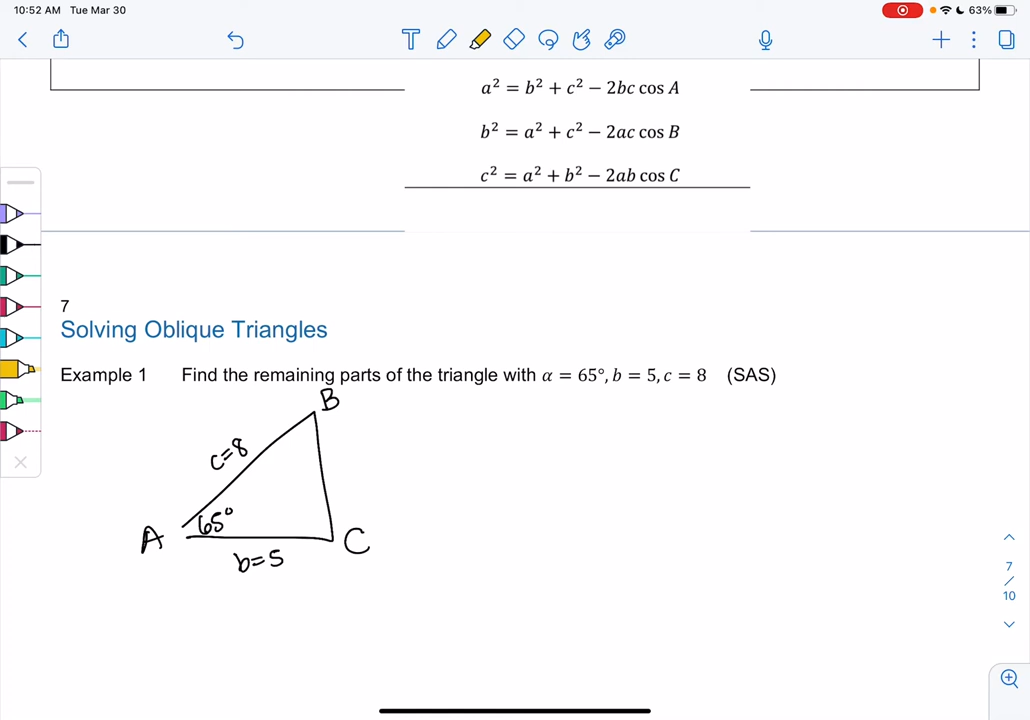 10:52 AM Tue Mar 30
63%
T
a² = b² + c² − 2bc cos A
b² = a² + c² − 2ac cos B
c² = a² + b² − 2ab cos C
7
Solving Oblique Triangles
Example 1 Find the remaining parts of the triangle with α = 65°, b = 5, c = 8 (SAS)
B
c=8
65°
A
C
b=5
7
/
10